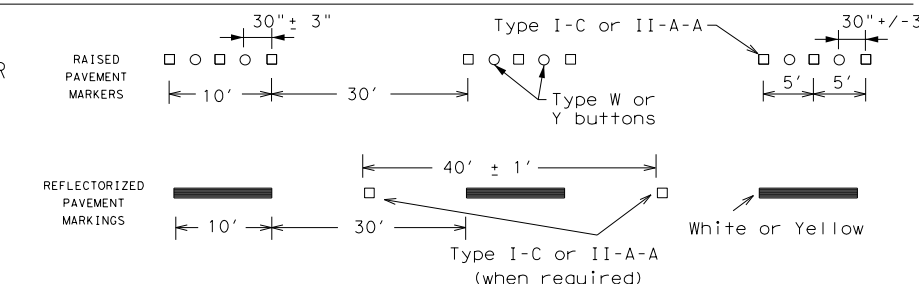 30"± 3"
Type I-C or II-A-A
30"+/-3
R
RAISED
PAVEMENT
MARKERS
10'
30'
5'
5'
Type W or
Y buttons
40' ± 1'
REFLECTORIZED
PAVEMENT
MARKINGS
10'
30'
White or Yellow
Type I-C or II-A-A
(when required)